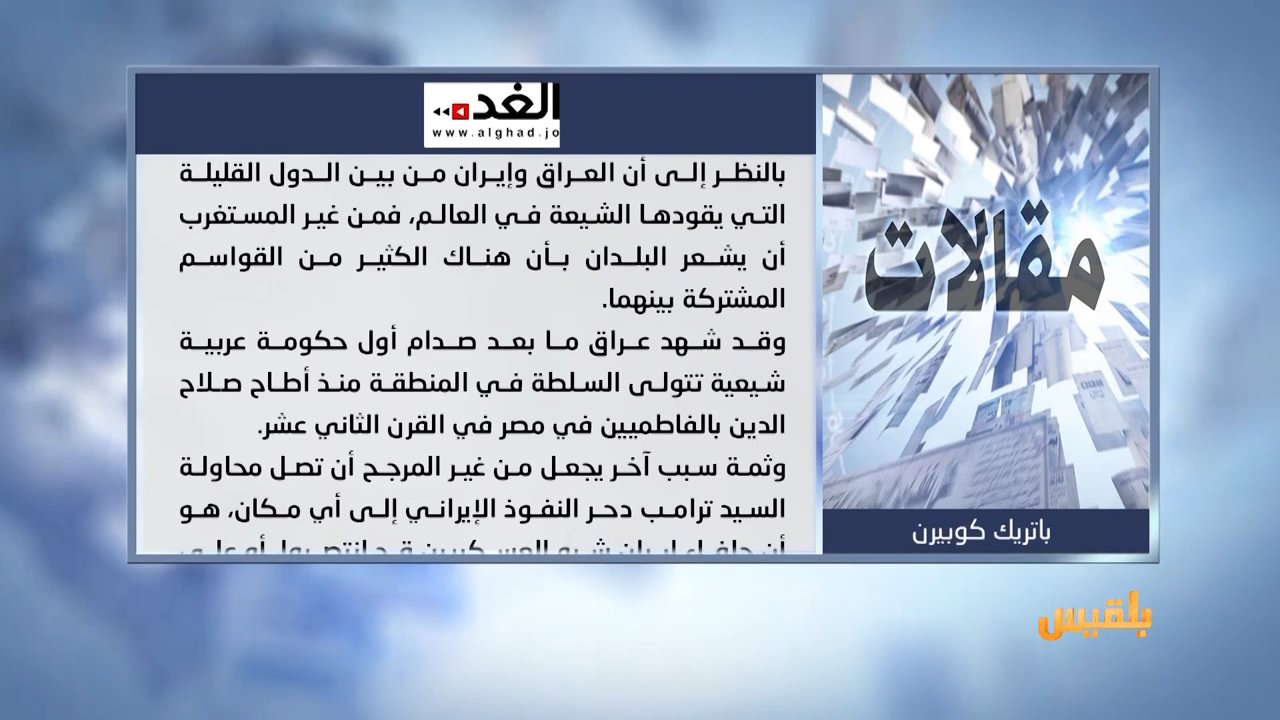 الغد
www.alghad.jo
بالنظر إلى أن العراق وإيران من بين الدول القليلة
التي يقودها الشيعة في العالم، فمن غير المستغرب
أن يشعر البلدان بأن هناك الكثير من القواسم
المشتركة بينهما.
وقد شهد عراق ما بعد صدام أول حكومة عربية
شيعية تتولى السلطة في المنطقة منذ أطاح صلاح
الدين بالفاطميين في مصر في القرن الثاني عشر.
وثمة سبب آخر يجعل من غير المرجح أن تصل محاولة
السيد ترامب دحر النفوذ الإيراني إلى أي مكان، هو
مقالات
باتريك كوبيرن
بلقيس